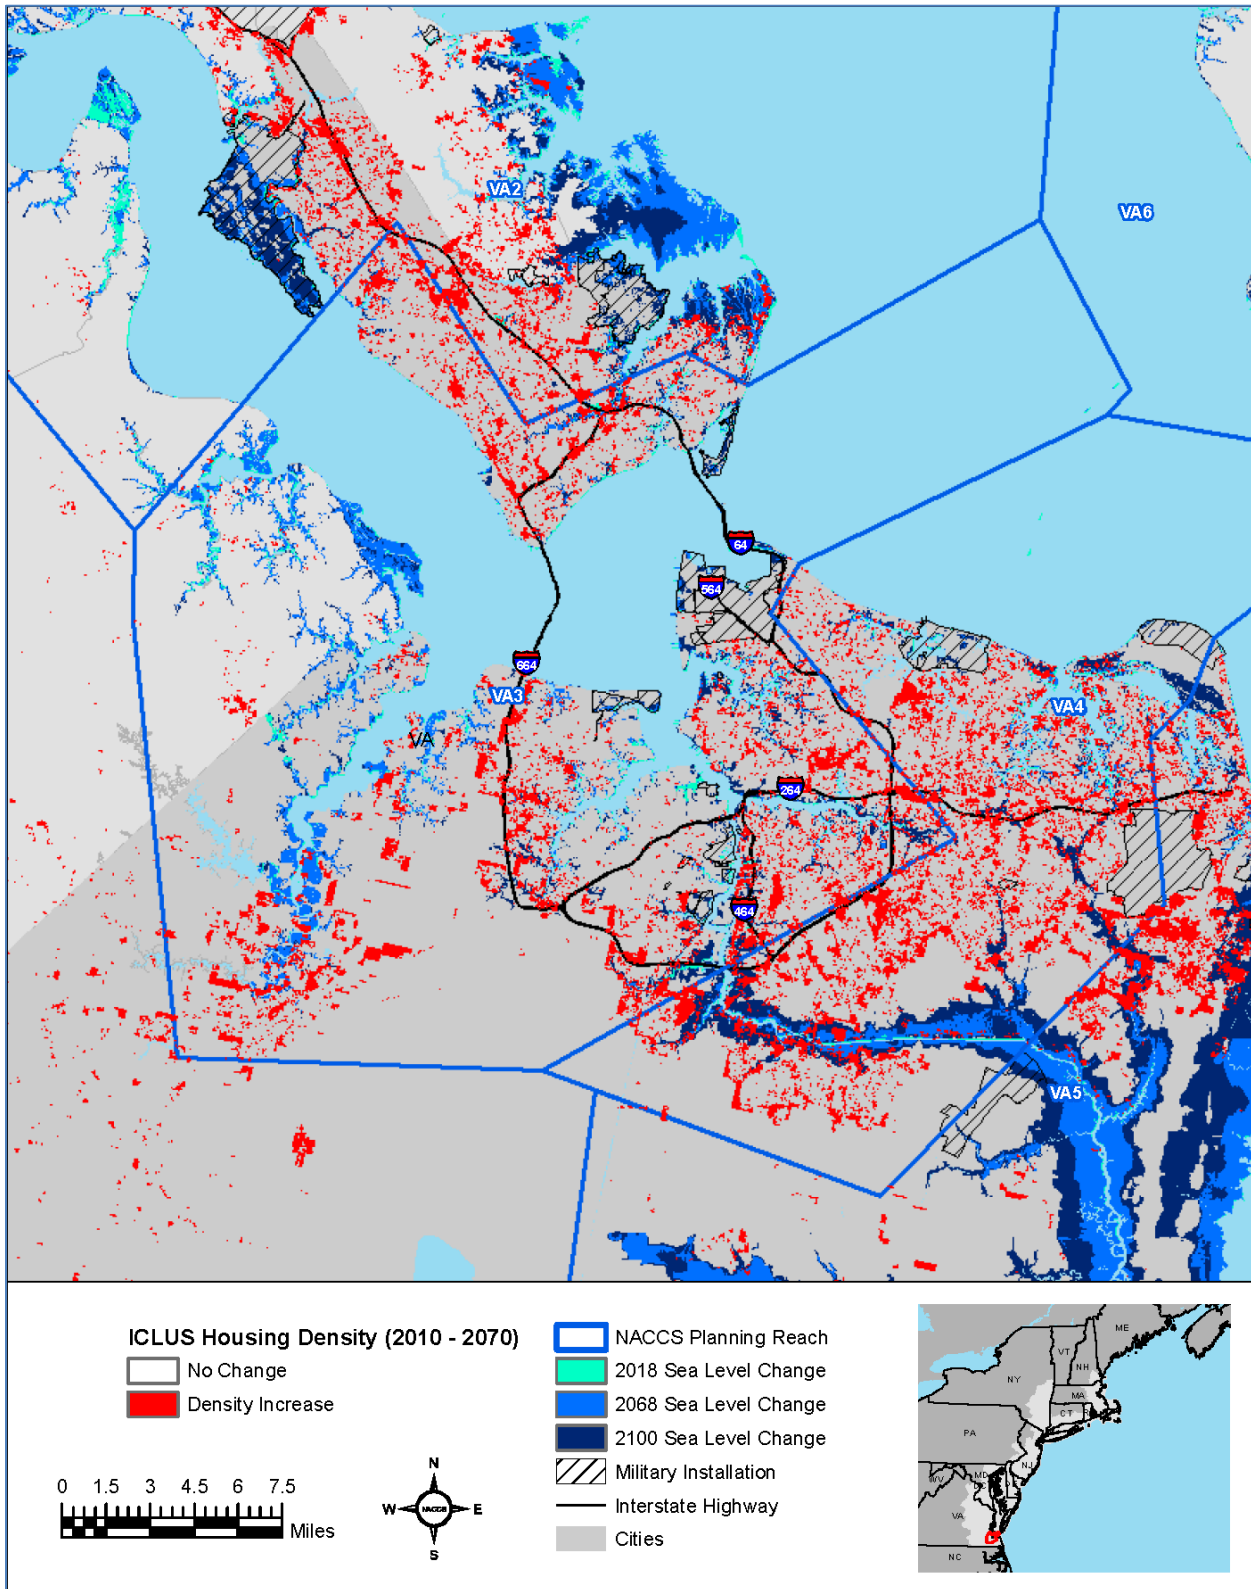 VA2
VA6
64
564
664
VA3
VA4
VA
264
464
VA5
ICLUS Housing Density (2010 - 2070)
No Change
Density Increase
NACCS Planning Reach
2018 Sea Level Change
2068 Sea Level Change
2100 Sea Level Change
Military Installation
Interstate Highway
Cities
0 1.5 3 4.5 6 7.5
Miles
N
W NACCS E
S
ME
VT
NH
NY
MA
CT
PA
NJ
MD
WV
VA
NC